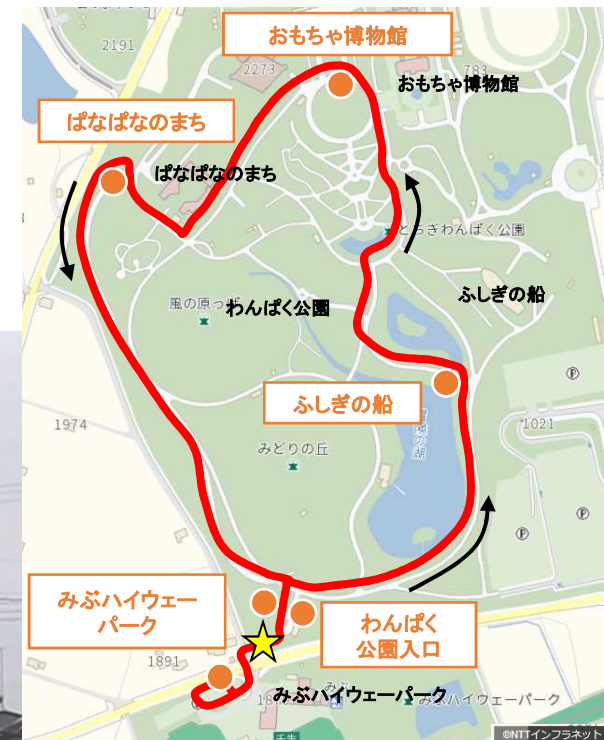 2191
おもちゃ博物館
2273
783
おもちゃ博物館
ぱなぱなのまち
ぱなぱなのまち
とちぎわんぱく公園
ふしぎの船
風の原っぱ
わんぱく公園
ふしぎの船
1974
みどりの丘
1021
みぶハイウェー
パーク
わんぱく
公園入口
1891
みぶ
みぶハイウェーパーク
みぶハイウェーパーク
壬生
©NTTインフラネット